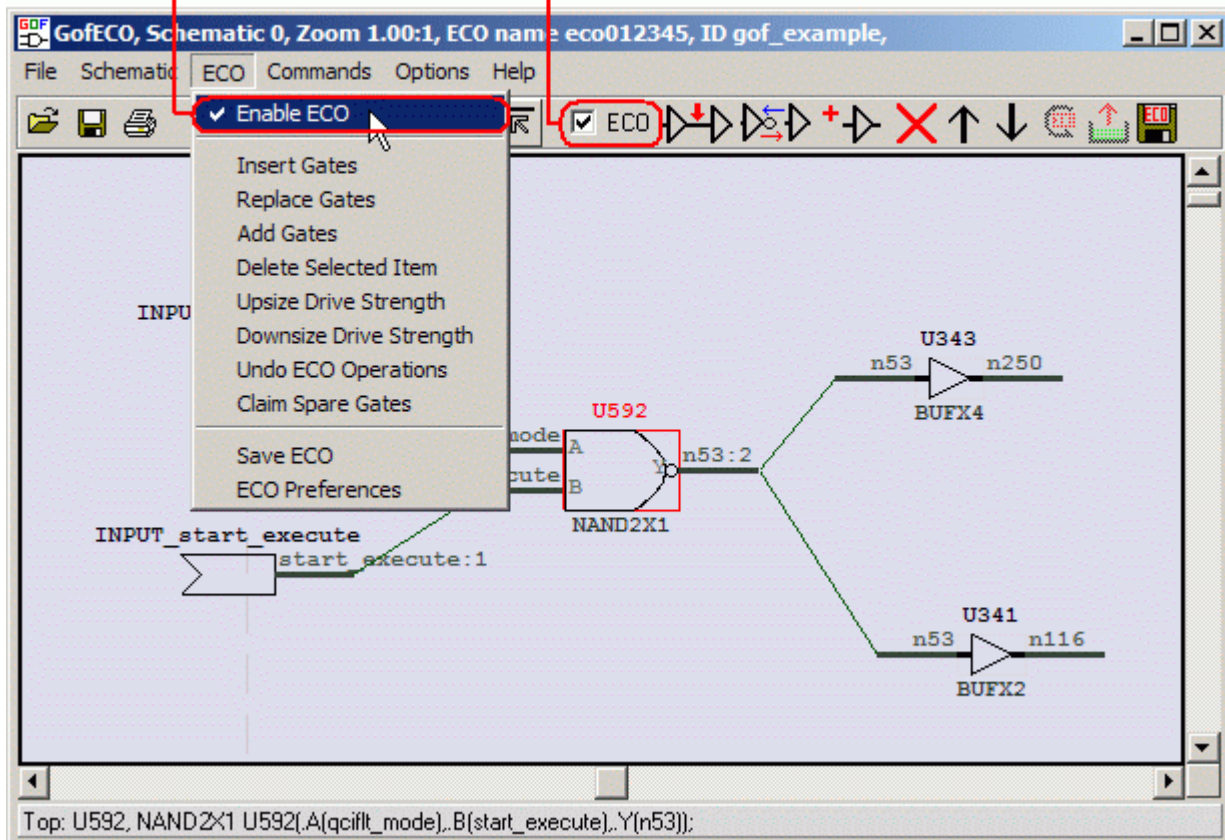 GOF
GofECO, Schematic 0, Zoom 1.00:1, ECO name eco012345, ID gof_example,
File Schematic ECO Commands Options Help
Enable ECO
ECO
ECO
Insert Gates
Replace Gates
Add Gates
Delete Selected Item
Upsize Drive Strength
Downsize Drive Strength
Undo ECO Operations
Claim Spare Gates
Save ECO
ECO Preferences
INPU
U343
n53 n250
BUFX4
U592
mode A
Y n53:2
cute B
NAND2X1
INPUT_start_execute
start_execute:1
U341
n53 n116
BUFX2
Top: U592, NAND2X1 U592(.A(qciflt_mode),.B(start_execute),.Y(n53));